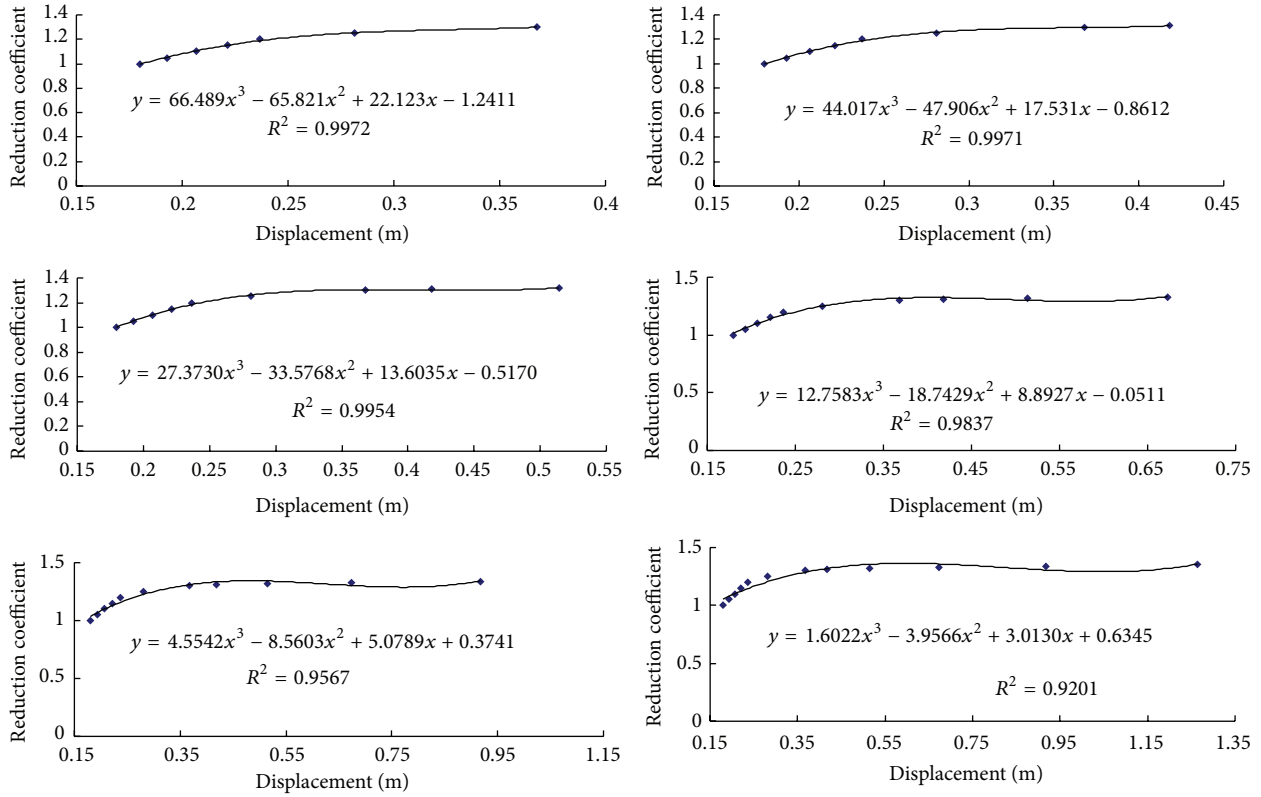 Reduction coefficient
1.4
1.2
1
0.8
0.6
0.4
0.2
0
y = 66.489x³ − 65.821x² + 22.123x − 1.2411
R² = 0.9972
0.15 0.2 0.25 0.3 0.35 0.4
Displacement (m)
Reduction coefficient
1.4
1.2
1
0.8
0.6
0.4
0.2
0
y = 44.017x³ − 47.906x² + 17.531x − 0.8612
R² = 0.9971
0.15 0.2 0.25 0.3 0.35 0.4 0.45
Displacement (m)
Reduction coefficient
1.4
1.2
1
0.8
0.6
0.4
0.2
0
y = 27.3730x³ − 33.5768x² + 13.6035x − 0.5170
R² = 0.9954
0.15 0.2 0.25 0.3 0.35 0.4 0.45 0.5 0.55
Displacement (m)
Reduction coefficient
1.5
1
0.5
0
y = 12.7583x³ − 18.7429x² + 8.8927x − 0.0511
R² = 0.9837
0.15 0.25 0.35 0.45 0.55 0.65 0.75
Displacement (m)
Reduction coefficient
1.5
1
0.5
0
y = 4.5542x³ − 8.5603x² + 5.0789x + 0.3741
R² = 0.9567
0.15 0.35 0.55 0.75 0.95 1.15
Displacement (m)
Reduction coefficient
1.5
1
0.5
0
y = 1.6022x³ − 3.9566x² + 3.0130x + 0.6345
R² = 0.9201
0.15 0.35 0.55 0.75 0.95 1.15 1.35
Displacement (m)